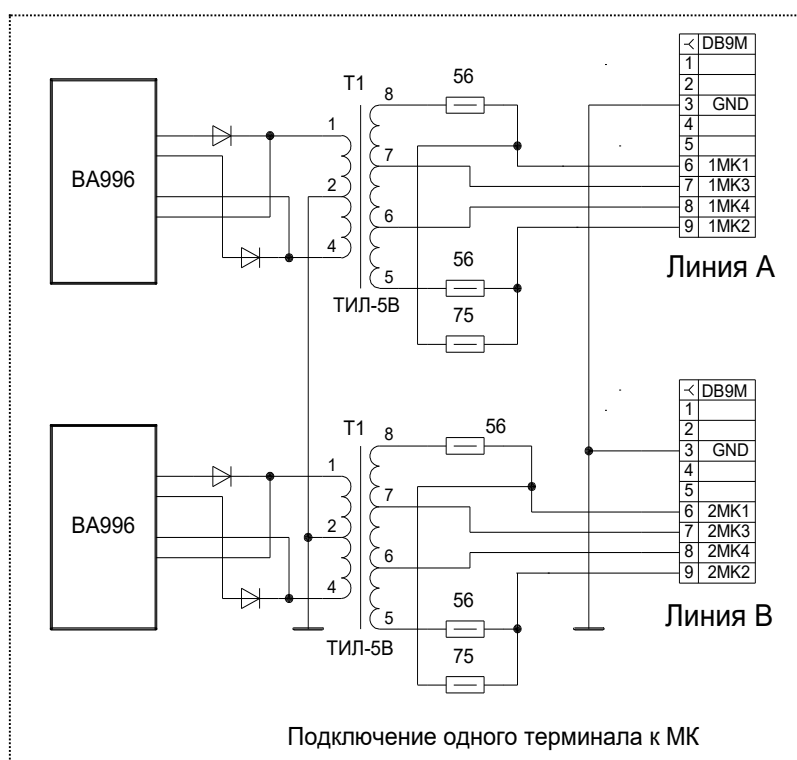 DB9M
1
2
3 GND
4
5
6 1MK1
7 1MK3
8 1MK4
9 1MK2
Линия А
BA996
T1
1
2
4
8
7
6
5
56
56
75
ТИЛ-5В
DB9M
1
2
3 GND
4
5
6 2MK1
7 2MK3
8 2MK4
9 2MK2
Линия В
BA996
T1
1
2
4
8
7
6
5
56
56
75
ТИЛ-5В
Подключение одного терминала к МК